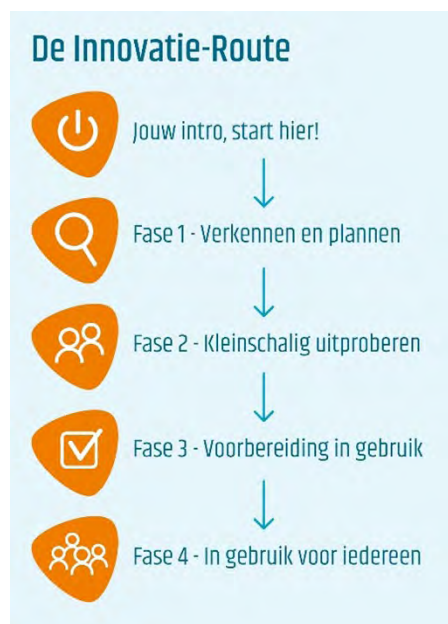 De Innovatie-Route
Jouw intro, start hier!
Fase 1 - Verkennen en plannen
Fase 2 - Kleinschalig uitproberen
Fase 3 - Voorbereiding in gebruik
Fase 4 - In gebruik voor iedereen